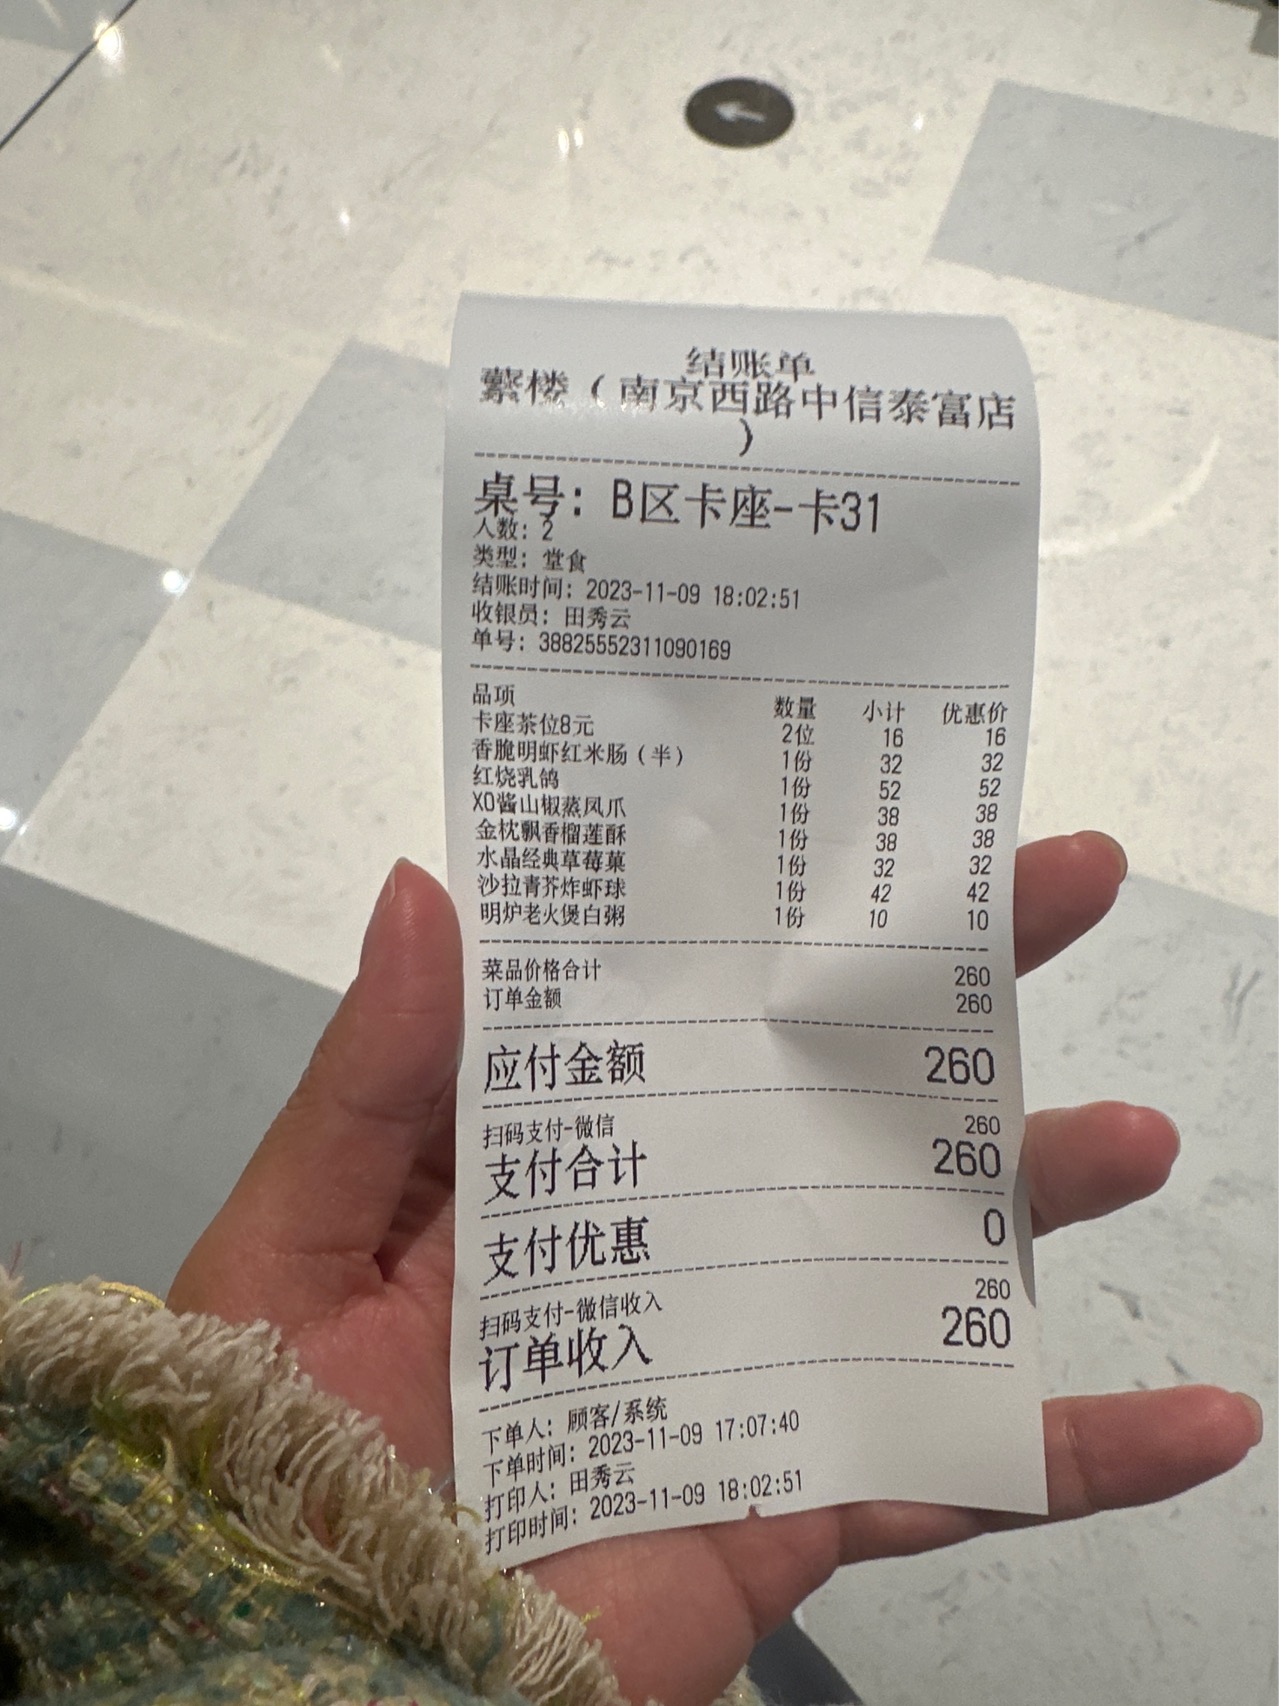 结账单
蘩楼（南京西路中信泰富店
）
桌号：B区卡座-卡31
人数：2
类型：堂食
结账时间：2023-11-09 18:02:51
收银员：田秀云
单号：38825552311090169
品项 数量 小计 优惠价
卡座茶位8元 2位 16 16
香脆明虾红米肠（半） 1份 32 32
红烧乳鸽 1份 52 52
XO酱山椒蒸凤爪 1份 38 38
金枕飘香榴莲酥 1份 38 38
水晶经典草莓菓 1份 32 32
沙拉青芥炸虾球 1份 42 42
明炉老火煲白粥 1份 10 10
菜品价格合计 260
订单金额 260
应付金额 260
扫码支付-微信 260
支付合计 260
支付优惠 0
扫码支付-微信收入 260
订单收入 260
下单人：顾客/系统
下单时间：2023-11-09 17:07:40
打印人：田秀云
打印时间：2023-11-09 18:02:51